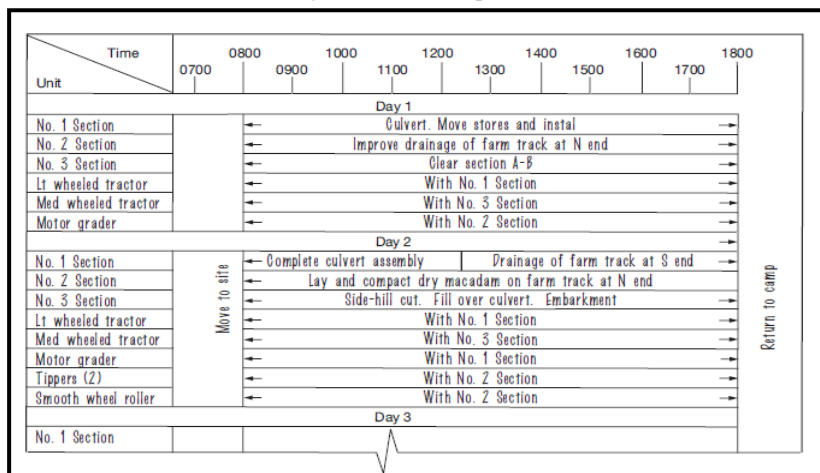 Time
0800 1000 1200 1400 1600 1800
0700 0900 1100 1300 1500 1700
Unit
Day 1
No. 1 Section Culvert. Move stores and instal
No. 2 Section Improve drainage of farm track at N end
No. 3 Section Clear section A-B
Lt wheeled tractor With No. 1 Section
Med wheeled tractor With No. 3 Section
Motor grader With No. 2 Section
Day 2
No. 1 Section Complete culvert assembly Drainage of farm track at S end
No. 2 Section Lay and compact dry macadam on farm track at N end
No. 3 Section Side-hill cut. Fill over culvert. Embarkment
Lt wheeled tractor With No. 1 Section
Med wheeled tractor With No. 3 Section
Motor grader With No. 1 Section
Tippers (2) With No. 2 Section
Smooth wheel roller With No. 2 Section
Move to site
Return to camp
Day 3
No. 1 Section